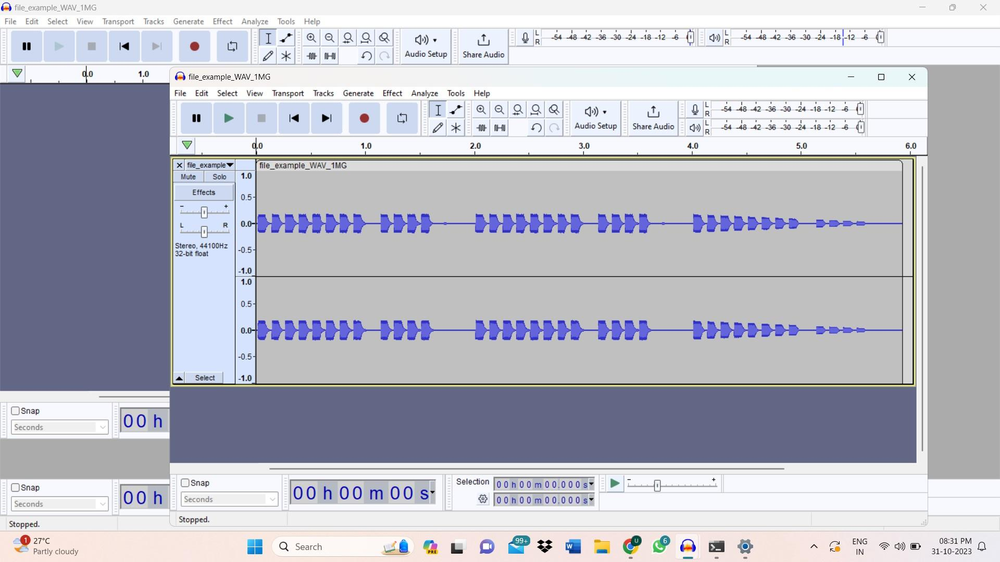 file_example_WAV_1MG
File Edit Select View Transport Tracks Generate Effect Analyze Tools Help
Audio Setup
Share Audio
L
R
-54 -48 -42 -36 -30 -24 -18 -12 -6 0
L
R
-54 -48 -42 -36 -30 -24 -18 -12 -6 0
0.0 1.0
file_example_WAV_1MG
File Edit Select View Transport Tracks Generate Effect Analyze Tools Help
Audio Setup
Share Audio
L
R
-54 -48 -42 -36 -30 -24 -18 -12 -6 0
L
R
-54 -48 -42 -36 -30 -24 -18 -12 -6 0
0.0 1.0 2.0 3.0 4.0 5.0 6.0
file_example
file_example_WAV_1MG
Mute Solo
Effects
- +
L R
Stereo, 44100Hz
32-bit float
Select
1.0
0.5
0.0
-0.5
-1.0
1.0
0.5
0.0
-0.5
-1.0
Snap
Seconds
00 h
Snap
Seconds
00 h
Stopped.
Snap
Seconds
00 h 00 m 00 s
Selection
00 h 00 m 00.000 s
00 h 00 m 00.000 s
- +
Stopped.
1
27°C
Partly cloudy
Search
PRE
99+
W
U
6
ENG
IN
08:31 PM
31-10-2023